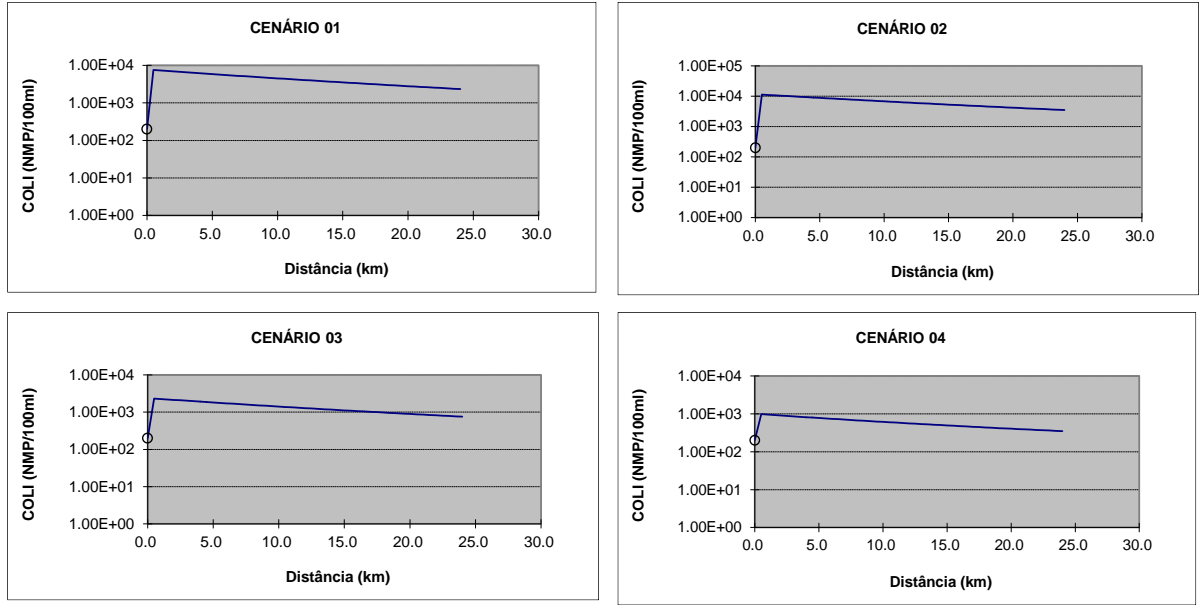 CENÁRIO 01
1.00E+04
1.00E+03
1.00E+02
1.00E+01
1.00E+00
0.0 5.0 10.0 15.0 20.0 25.0 30.0
Distância (km)
COLI (NMP/100ml)
CENÁRIO 02
1.00E+05
1.00E+04
1.00E+03
1.00E+02
1.00E+01
1.00E+00
0.0 5.0 10.0 15.0 20.0 25.0 30.0
Distância (km)
COLI (NMP/100ml)
CENÁRIO 03
1.00E+04
1.00E+03
1.00E+02
1.00E+01
1.00E+00
0.0 5.0 10.0 15.0 20.0 25.0 30.0
Distância (km)
COLI (NMP/100ml)
CENÁRIO 04
1.00E+04
1.00E+03
1.00E+02
1.00E+01
1.00E+00
0.0 5.0 10.0 15.0 20.0 25.0 30.0
Distância (km)
COLI (NMP/100ml)